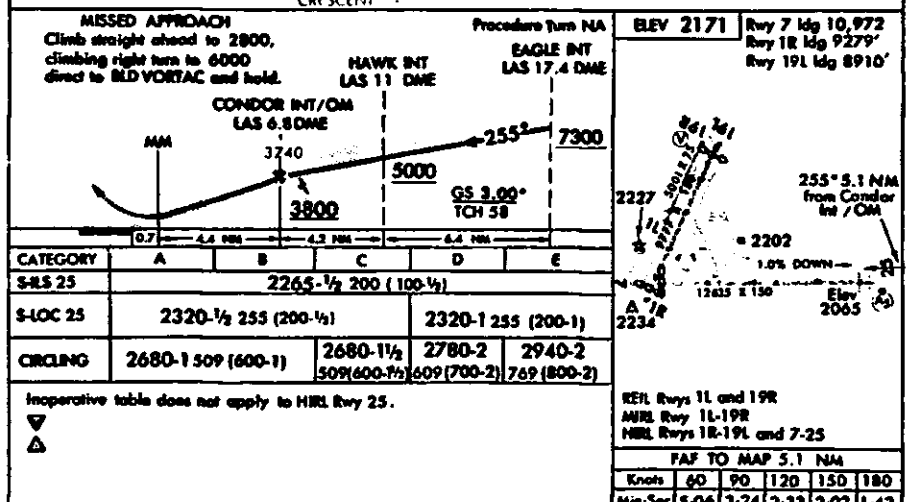 CRESCENT
MISSED APPROACH
Climb straight ahead to 2800,
climbing right turn to 6000
direct to BLD VORTAC and hold.
Procedure Turn NA
EAGLE INT
LAS 17.4 DME
HAWK INT
LAS 11 DME
CONDOR INT/OM
LAS 6.8 DME
MM
3740
255°
7300
5000
3800
GS 3.00°
TCH 58
0.7
4.4 NM
4.2 NM
6.4 NM
CATEGORY A B C D E
S-ILS 25 2265-½ 200 (100-½)
S-LOC 25 2320-½ 255 (200-½) 2320-1 255 (200-1)
CIRCLING 2680-1 509 (600-1) 2680-1½ 2780-2 2940-2
509(600-1½) 609 (700-2) 769 (800-2)
Inoperative table does not apply to HIRL Rwy 25.
ELEV 2171
Rwy 7 ldg 10,972
Rwy 1R ldg 9279'
Rwy 19L ldg 8910'
19R
19L
5001 X 75
2227
255° 5.1 NM
from Condor
Int / OM
2202
1.0% DOWN
25
12635 X 150
Elev
2065
1R
2234
REIL Rwys 1L and 19R
MIRL Rwy 1L-19R
HIRL Rwys 1R-19L and 7-25
FAF TO MAP 5.1 NM
Knots 60 90 120 150 180
Min:Sec 5:06 3:24 2:33 2:02 1:42